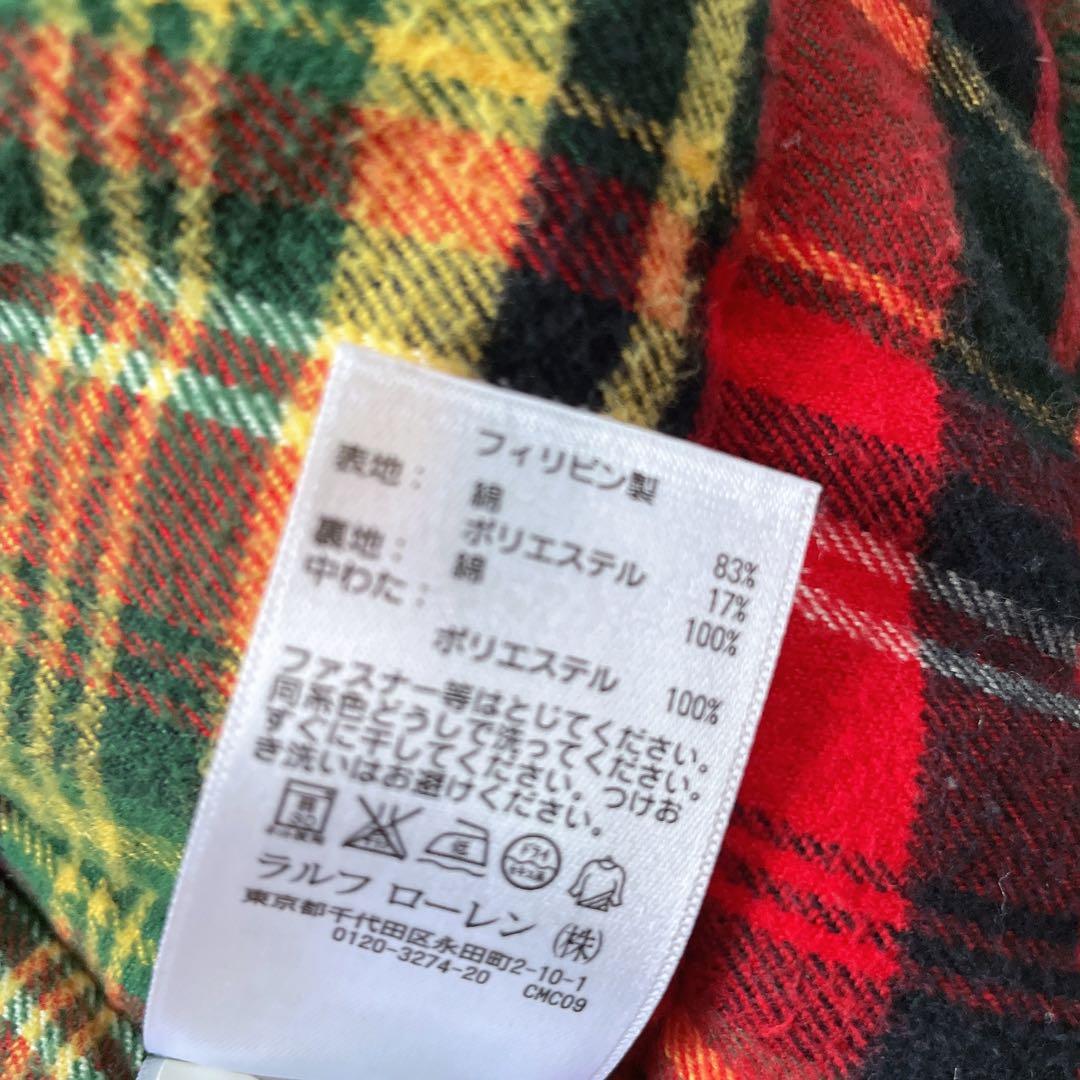 フィリピン製
表地:
綿 83%
ポリエステル 17%
裏地: 綿 100%
中わた:
ポリエステル 100%
ファスナー等はとじてください。
同系色どうしで洗ってください。
すぐに干してください。つけお
き洗いはお避けください。
低
ドライ
ラルフ ローレン ㈱
東京都千代田区永田町2-10-1
0120-3274-20 CMC09